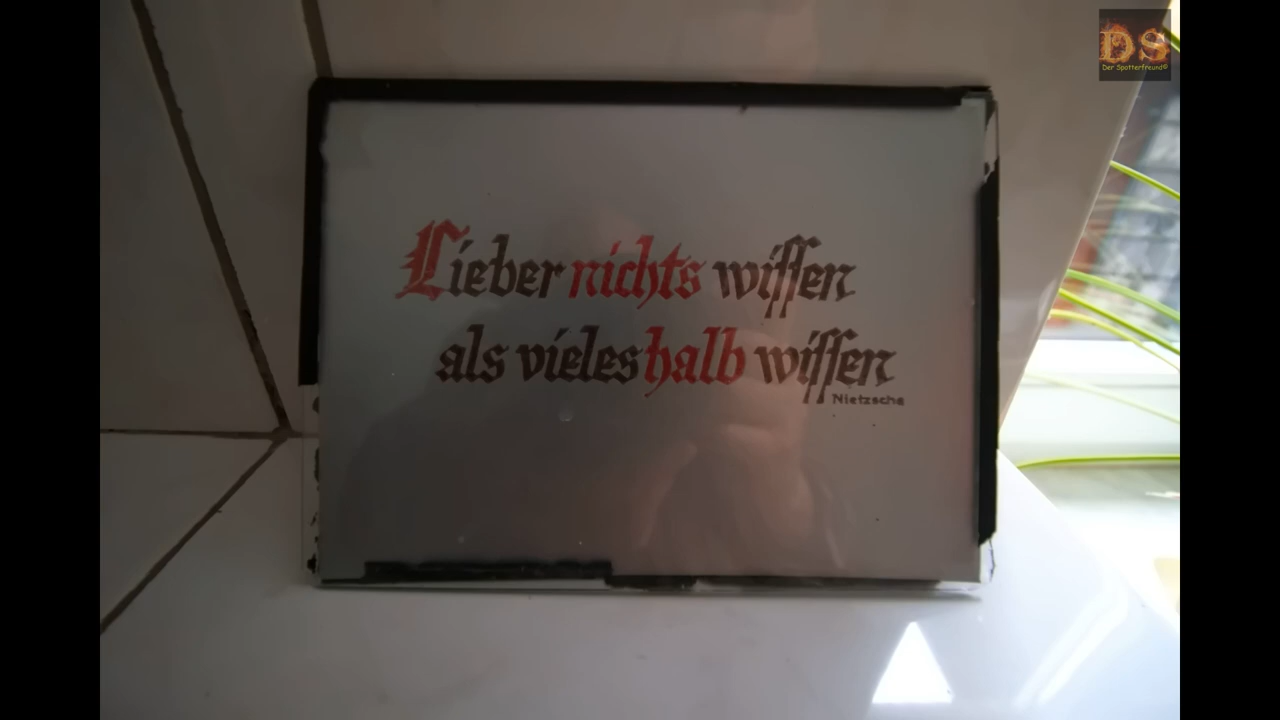 DS
Der Spotterfreund©
Lieber nichts wissen
als vieles halb wissen
Nietzsche